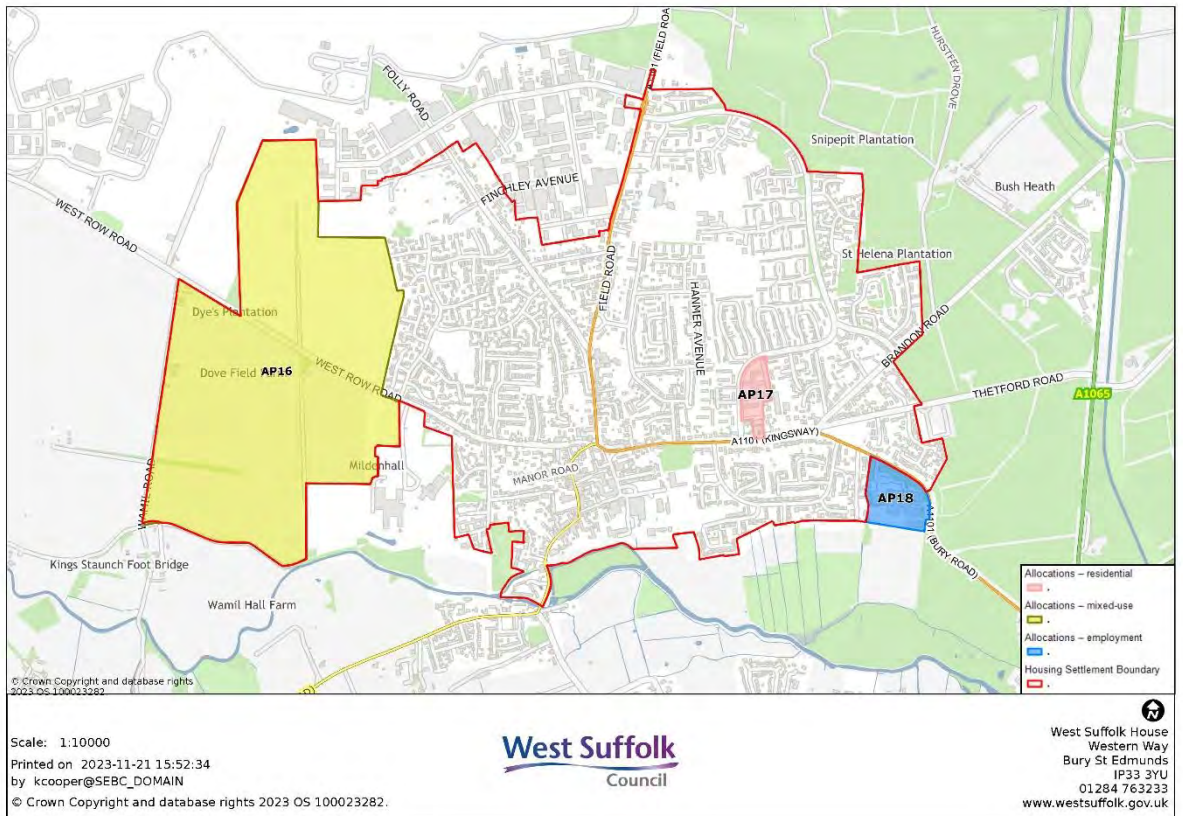 A1101 (FIELD ROA
FOLLY ROAD
HURSTFEN DROVE
Snipepit Plantation
AP16
Bush Heath
FINCHLEY AVENUE
WEST ROW ROAD
St Helena Plantation
FIELD ROAD
HANMER AVENUE
Dye's Plantation
BRANDON ROAD
WEST ROW ROAD
Dove Field
AP16
THETFORD ROAD
A1065
AP17
A1101 (KINGSWAY)
MANOR ROAD
Mildenhall
WAMIL ROAD
AP18
A1101 (BURY ROAD)
Kings Staunch Foot Bridge
Wamil Hall Farm
Allocations – residential
.
Allocations – mixed-use
.
Allocations – employment
.
Housing Settlement Boundary
.
© Crown Copyright and database rights
2023 OS 100023282.
N
Scale: 1:10000
Printed on 2023-11-21 15:52:34
by kcooper@SEBC_DOMAIN
© Crown Copyright and database rights 2023 OS 100023282.
West Suffolk
Council
West Suffolk House
Western Way
Bury St Edmunds
IP33 3YU
01284 763233
www.westsuffolk.gov.uk